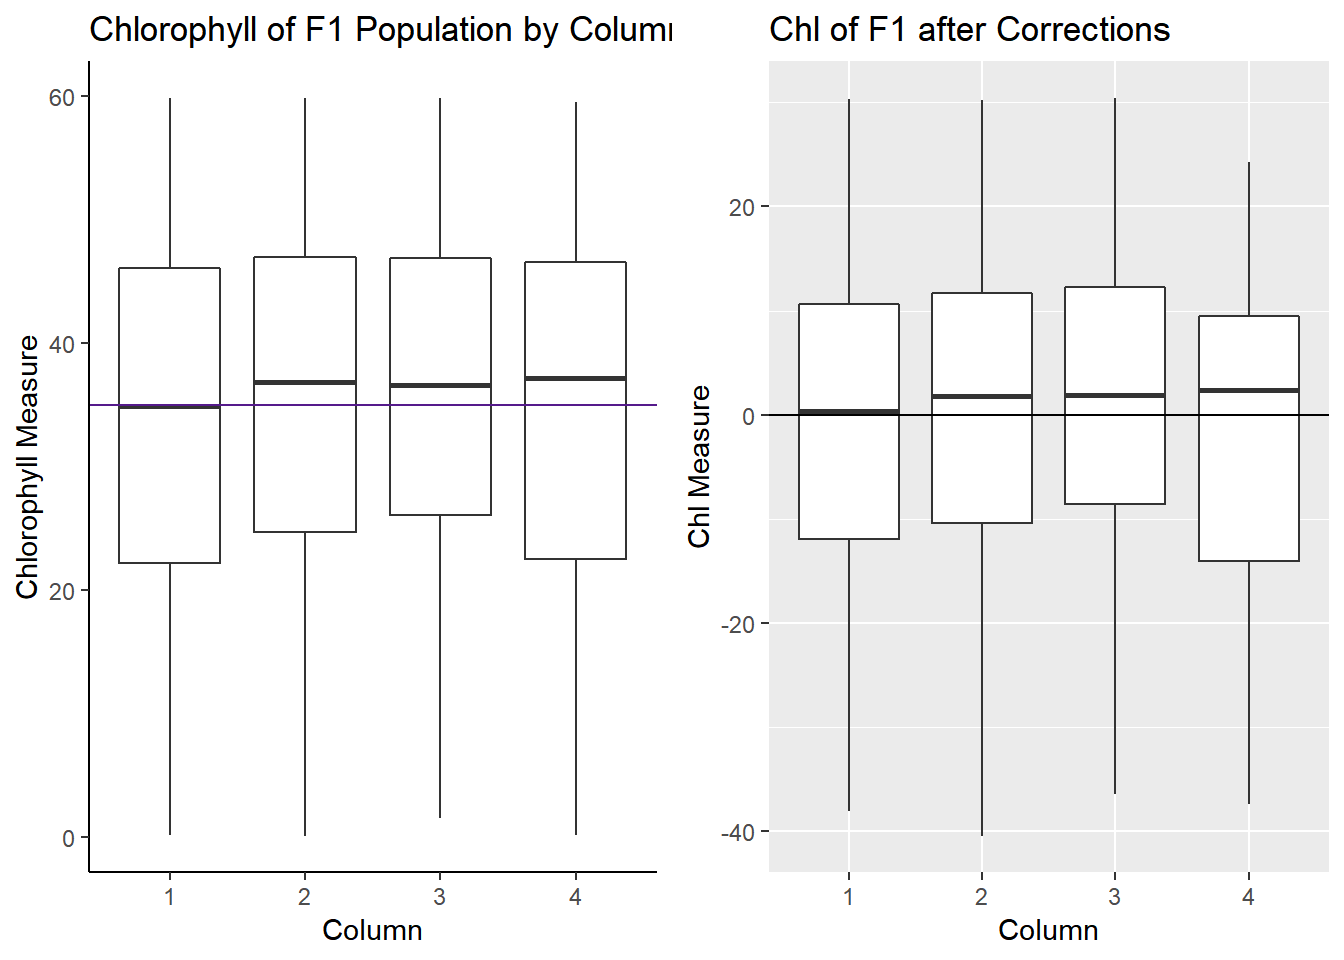 Chlorophyll of F1 Population by Column
Chlorophyll Measure
60
40
20
0
1 2 3 4
Column
Chl of F1 after Corrections
Chl Measure
20
0
-20
-40
1 2 3 4
Column